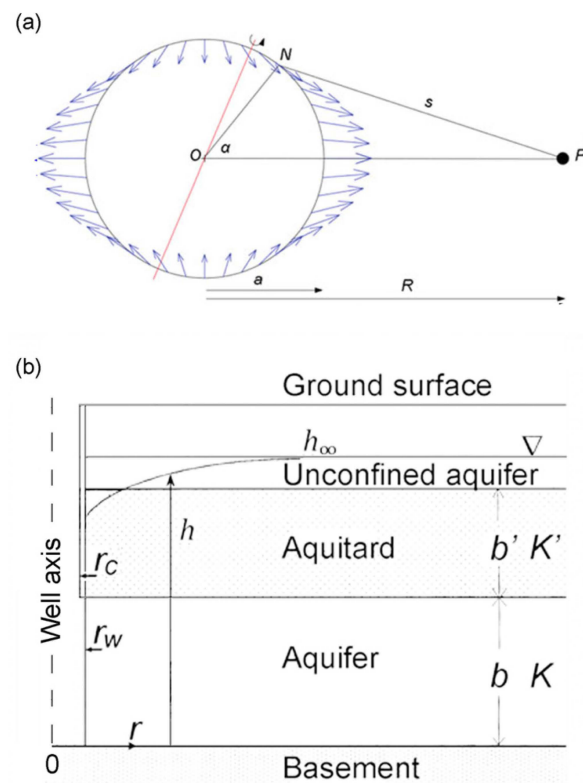 (a)
N
s
O
α
P
a
R
(b)
Ground surface
h∞ ∇
Unconfined aquifer
h
Aquitard b’ K’
rC
Well axis
rW
Aquifer b K
r
0
Basement